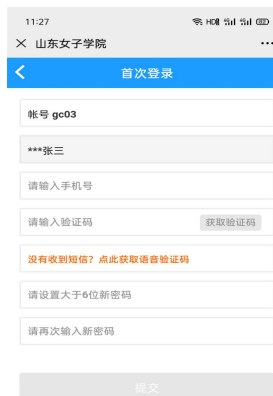 11:27
山东女子学院
首次登录
帐号 gc03
***张三
请输入手机号
请输入验证码 获取验证码
没有收到短信？点此获取语音验证码
请设置大于6位新密码
请再次输入新密码
提交